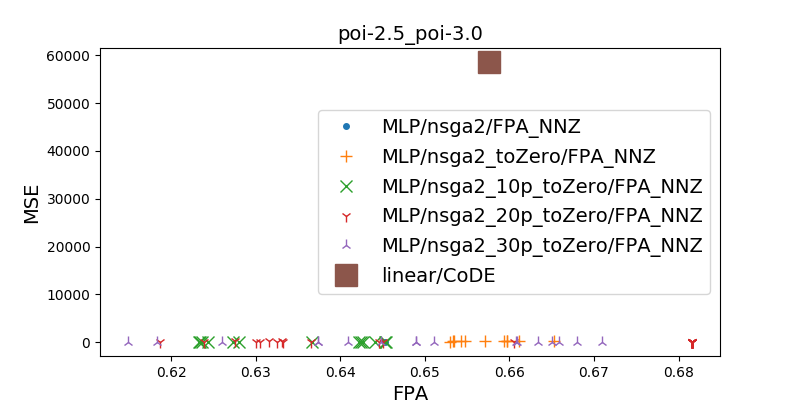 poi-2.5_poi-3.0
60000
50000
40000
30000
20000
10000
0
MSE
MLP/nsga2/FPA_NNZ
MLP/nsga2_toZero/FPA_NNZ
MLP/nsga2_10p_toZero/FPA_NNZ
MLP/nsga2_20p_toZero/FPA_NNZ
MLP/nsga2_30p_toZero/FPA_NNZ
linear/CoDE
0.62 0.63 0.64 0.65 0.66 0.67 0.68
FPA